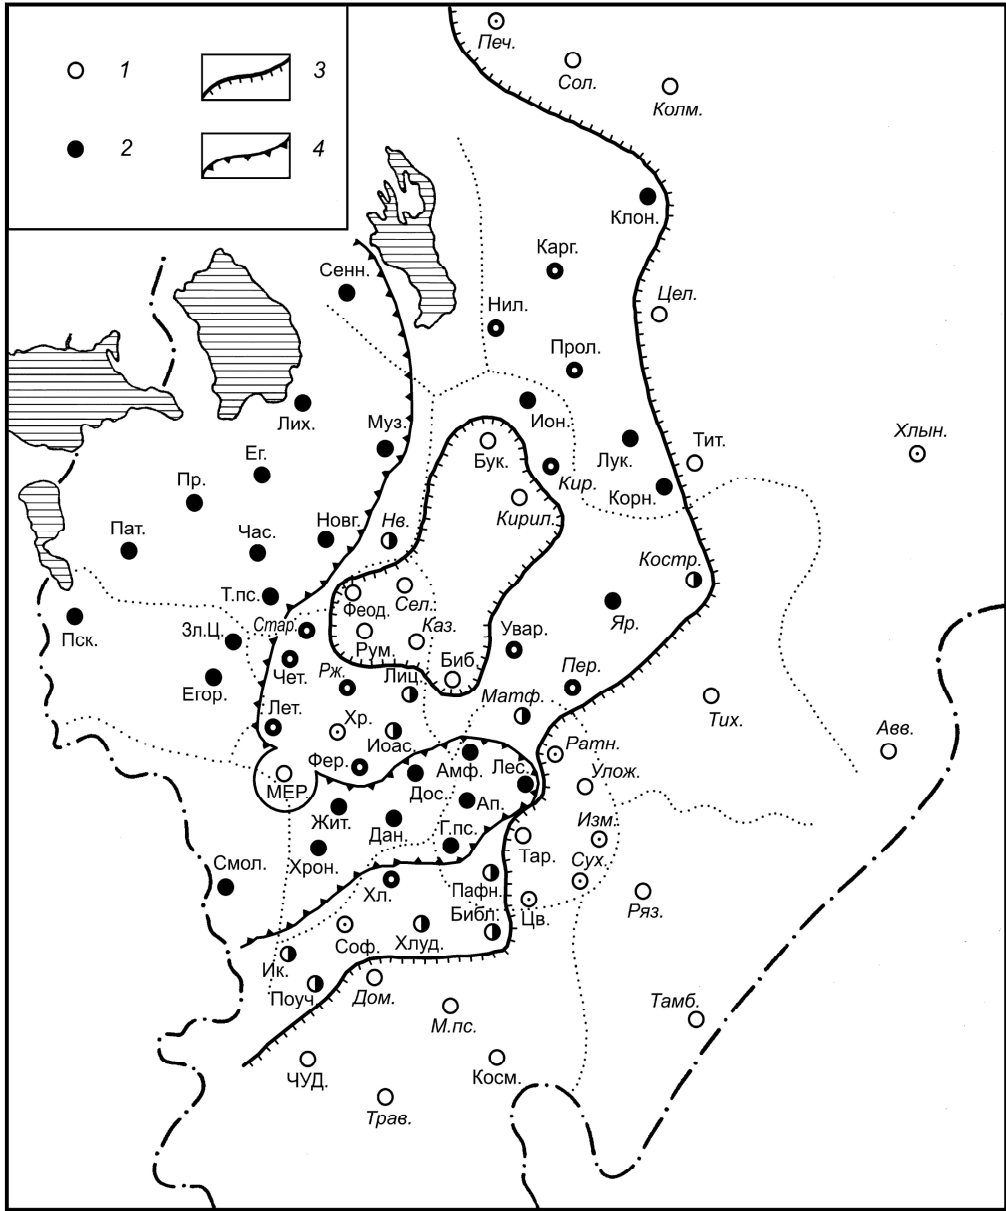 Печ.
Сол.
1
3
Колм.
2
4
Клон.
Карг.
Сенн.
Цел.
Нил.
Прол.
Лих.
Ион.
Муз.
Хлын.
Тит.
Бук.
Лук.
Ег.
Кир.
Пр.
Корн.
Кирил.
Пат.
Час.
Новг.
Нв.
Костр.
Т.пс.
Феод.
Сел.
Яр.
Пск.
Зл.Ц.
Стар.
Каз.
Увар.
Рум.
Чет.
Рж.
Лиц.
Биб.
Пер.
Егор.
Матф.
Лет.
Хр.
Иоас.
Тих.
Авв.
Ратн.
Фер.
Амф.
Лес.
Улож.
МЕР.
Дос.
Ап.
Жит.
Дан.
Г.пс.
Изм.
Хрон.
Тар.
Сух.
Смол.
Хл.
Пафн.
Библ.
Цв.
Ряз.
Соф.
Хлуд.
Ик.
Поуч.
Дом.
М.пс.
Тамб.
ЧУД.
Косм.
Трав.